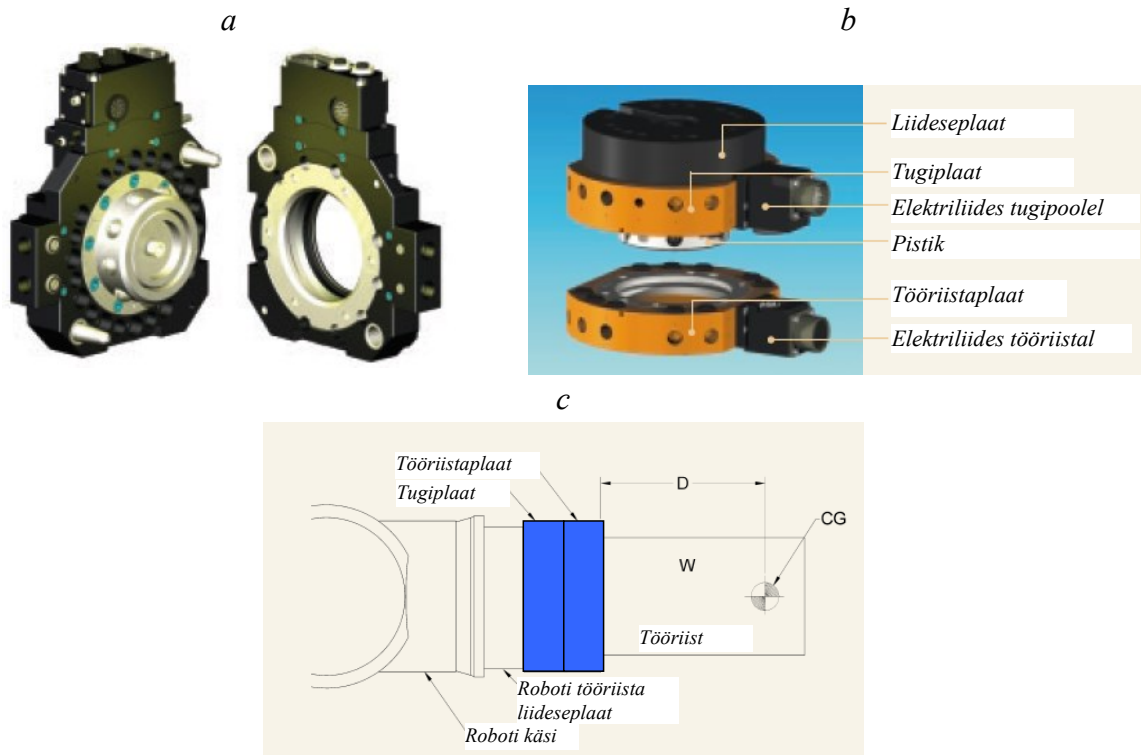 a
b
Liideseplaat
Tugiplaat
Elektriliides tugipoolel
Pistik
Tööriistaplaat
Elektriliides tööriistal
c
Tööriistaplaat
Tugiplaat
D
CG
W
Tööriist
Roboti tööriista
liideseplaat
Roboti käsi